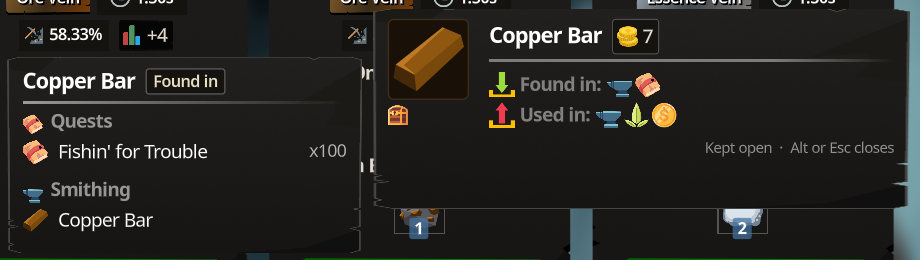 58.33%
+4
Copper Bar
Found in
Quests
Fishin' for Trouble
x100
Smithing
Copper Bar
Copper Bar
7
Found in:
Used in:
Kept open · Alt or Esc closes
1
2